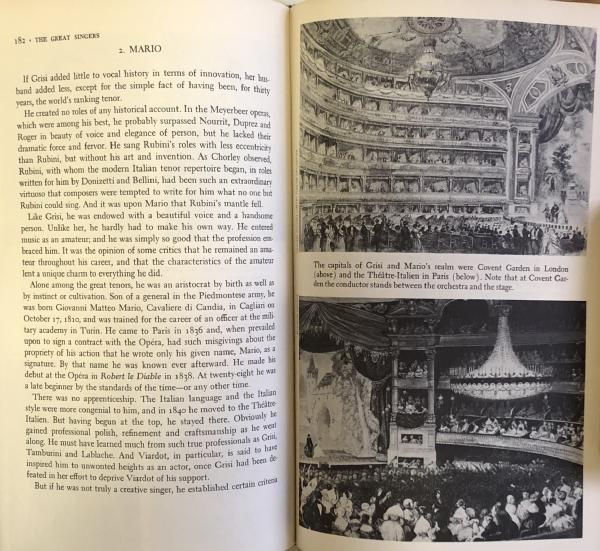 182 • THE GREAT SINGERS
2. MARIO
If Grisi added little to vocal history in terms of innovation, her hus-
band added less, except for the simple fact of having been, for thirty
years, the world's ranking tenor.
He created no roles of any historical account. In the Meyerbeer operas,
which were among his best, he probably surpassed Nourrit, Duprez and
Roger in beauty of voice and elegance of person, but he lacked their
dramatic force and fervor. He sang Rubini's roles with less eccentricity
than Rubini, but without his art and invention. As Chorley observed,
Rubini, with whom the modern Italian tenor repertoire began, in roles
written for him by Donizetti and Bellini, had been such an extraordinary
virtuoso that composers were tempted to write for him what no one but
Rubini could sing. And it was upon Mario that Rubini's mantle fell.
Like Grisi, he was endowed with a beautiful voice and a handsome
person. Unlike her, he hardly had to make his own way. He entered
music as an amateur; and he was simply so good that the profession em-
braced him. It was the opinion of some critics that he remained an ama-
teur throughout his career, and that the characteristics of the amateur
lent a unique charm to everything he did.
Alone among the great tenors, he was an aristocrat by birth as well as
by instinct or cultivation. Son of a general in the Piedmontese army, he
was born Giovanni Matteo Mario, Cavaliere di Candia, in Cagliari on
October 17, 1810, and was trained for the career of an officer at the mili-
tary academy in Turin. He came to Paris in 1836 and, when prevailed
upon to sign a contract with the Opéra, had such misgivings about the
propriety of his action that he wrote only his given name, Mario, as a
signature. By that name he was known ever afterward. He made his
debut at the Opéra in Robert le Diable in 1838. At twenty-eight he was
a late beginner by the standards of the time—or any other time.
There was no apprenticeship. The Italian language and the Italian
style were more congenial to him, and in 1840 he moved to the Théâtre-
Italien. But having begun at the top, he stayed there. Obviously he
gained professional polish, refinement and craftsmanship as he went
along. He must have learned much from such true professionals as Grisi,
Tamburini and Lablache. And Viardot, in particular, is said to have
inspired him to unwonted heights as an actor, once Grisi had been de-
feated in her effort to deprive Viardot of his support.
But if he was not truly a creative singer, he established certain criteria
The capitals of Grisi and Mario's realm were Covent Garden in London
(above) and the Théâtre-Italien in Paris (below). Note that at Covent Gar-
den the conductor stands between the orchestra and the stage.